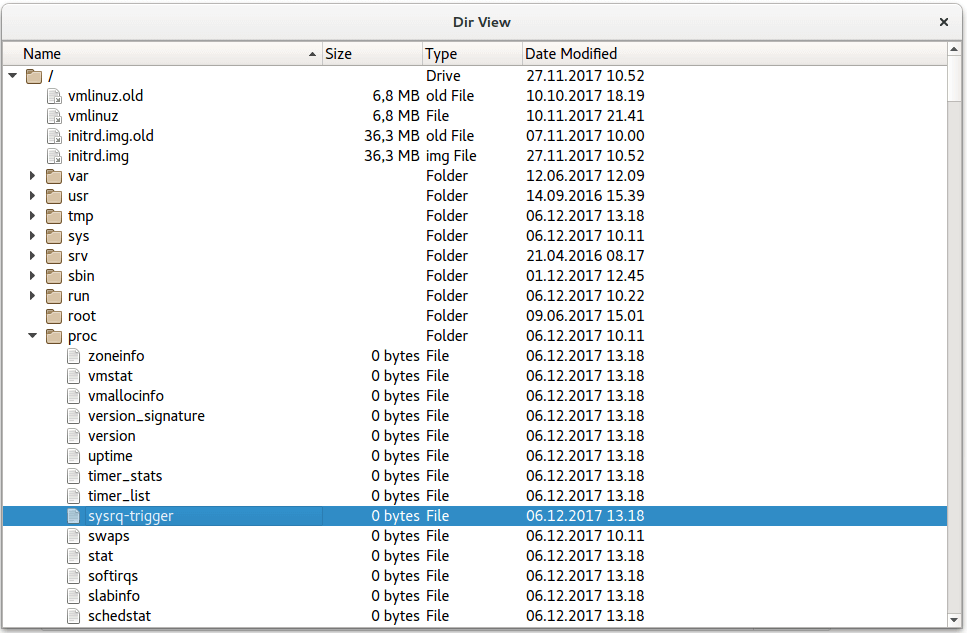 Dir View
Name Size Type Date Modified
/ Drive 27.11.2017 10.52
vmlinuz.old 6,8 MB old File 10.10.2017 18.19
vmlinuz 6,8 MB File 10.11.2017 21.41
initrd.img.old 36,3 MB old File 07.11.2017 10.00
initrd.img 36,3 MB img File 27.11.2017 10.52
var Folder 12.06.2017 12.09
usr Folder 14.09.2016 15.39
tmp Folder 06.12.2017 13.18
sys Folder 06.12.2017 10.11
srv Folder 21.04.2016 08.17
sbin Folder 01.12.2017 12.45
run Folder 06.12.2017 10.22
root Folder 09.06.2017 15.01
proc Folder 06.12.2017 10.11
zoneinfo 0 bytes File 06.12.2017 13.18
vmstat 0 bytes File 06.12.2017 13.18
vmallocinfo 0 bytes File 06.12.2017 13.18
version_signature 0 bytes File 06.12.2017 13.18
version 0 bytes File 06.12.2017 13.18
uptime 0 bytes File 06.12.2017 13.18
timer_stats 0 bytes File 06.12.2017 13.18
timer_list 0 bytes File 06.12.2017 13.18
sysrq-trigger 0 bytes File 06.12.2017 13.18
swaps 0 bytes File 06.12.2017 10.11
stat 0 bytes File 06.12.2017 13.18
softirqs 0 bytes File 06.12.2017 13.18
slabinfo 0 bytes File 06.12.2017 13.18
schedstat 0 bytes File 06.12.2017 13.18